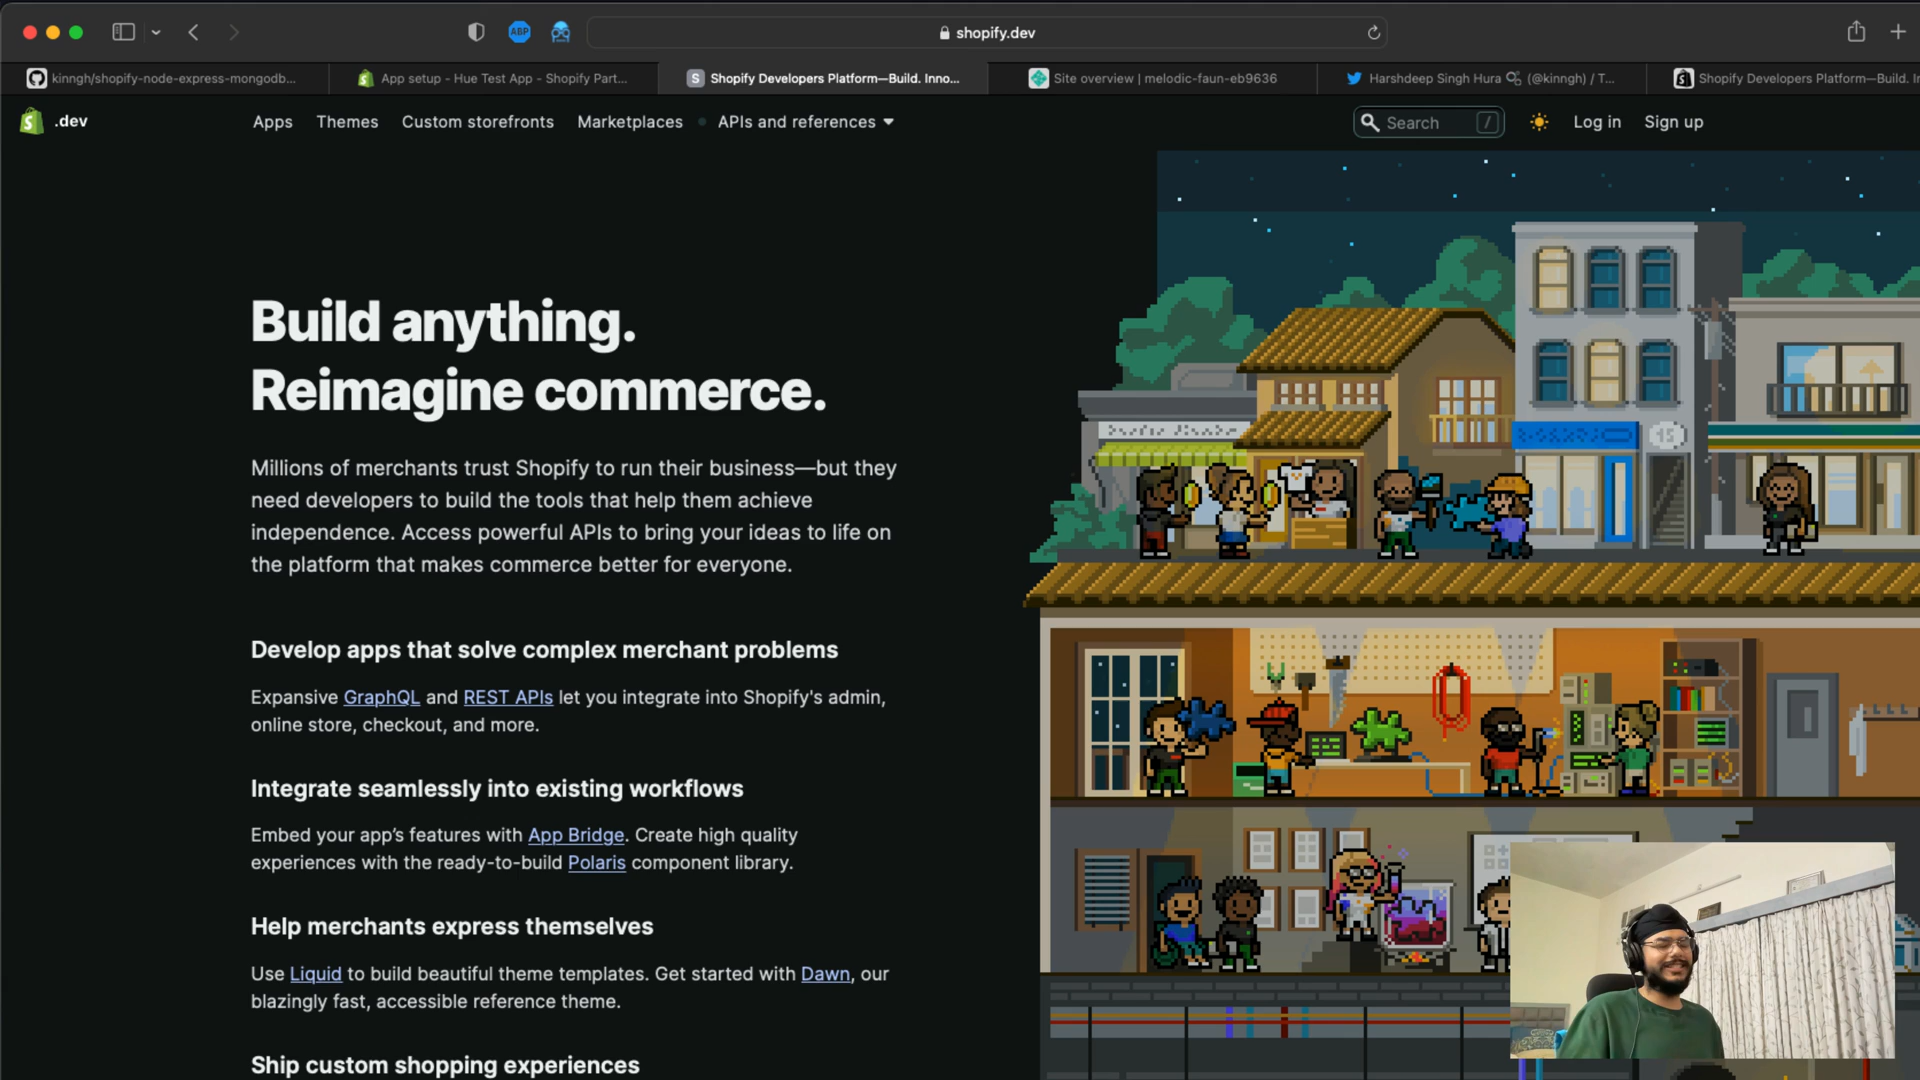 ABP
shopify.dev
kinngh/shopify-node-express-mongodb...
App setup - Hue Test App - Shopify Part...
S
Shopify Developers Platform—Build. Inno...
Site overview | melodic-faun-eb9636
Harshdeep Singh Hura (@kinngh) / T...
Shopify Developers Platform—Build. In
.dev
Apps
Themes
Custom storefronts
Marketplaces
APIs and references
Search
/
Log in
Sign up
Build anything.
Reimagine commerce.
Millions of merchants trust Shopify to run their business—but they
need developers to build the tools that help them achieve
independence. Access powerful APIs to bring your ideas to life on
the platform that makes commerce better for everyone.
Develop apps that solve complex merchant problems
Expansive GraphQL and REST APIs let you integrate into Shopify's admin,
online store, checkout, and more.
Integrate seamlessly into existing workflows
Embed your app’s features with App Bridge. Create high quality
experiences with the ready-to-build Polaris component library.
Help merchants express themselves
Use Liquid to build beautiful theme templates. Get started with Dawn, our
blazingly fast, accessible reference theme.
Ship custom shopping experiences
15